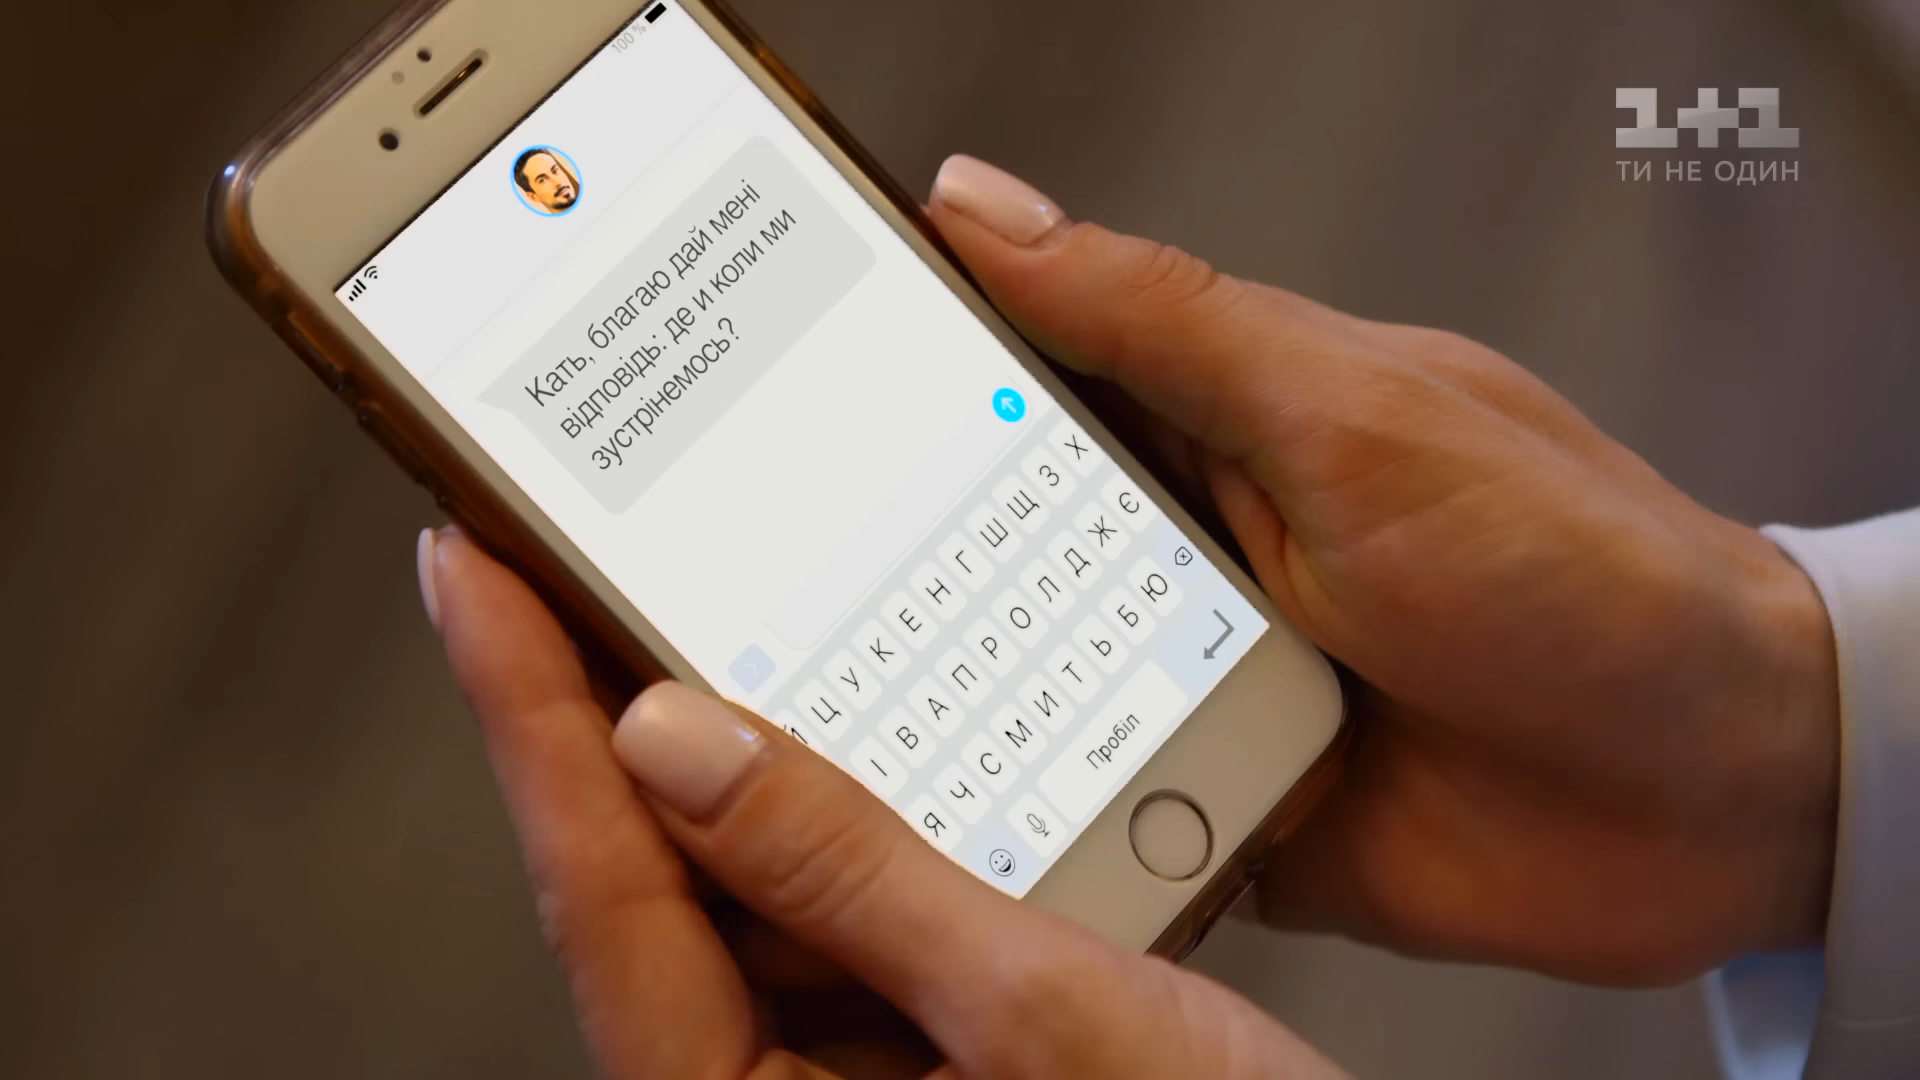 1+1
ТИ НЕ ОДИН
100 %
Кать, благаю дай мені
відповідь: де и коли ми
зустрінемось?
Й Ц У К Е Н Г Ш Щ З Х
І В А П Р О Л Д Ж Є
Я Ч С М И Т Ь Б Ю
Пробіл